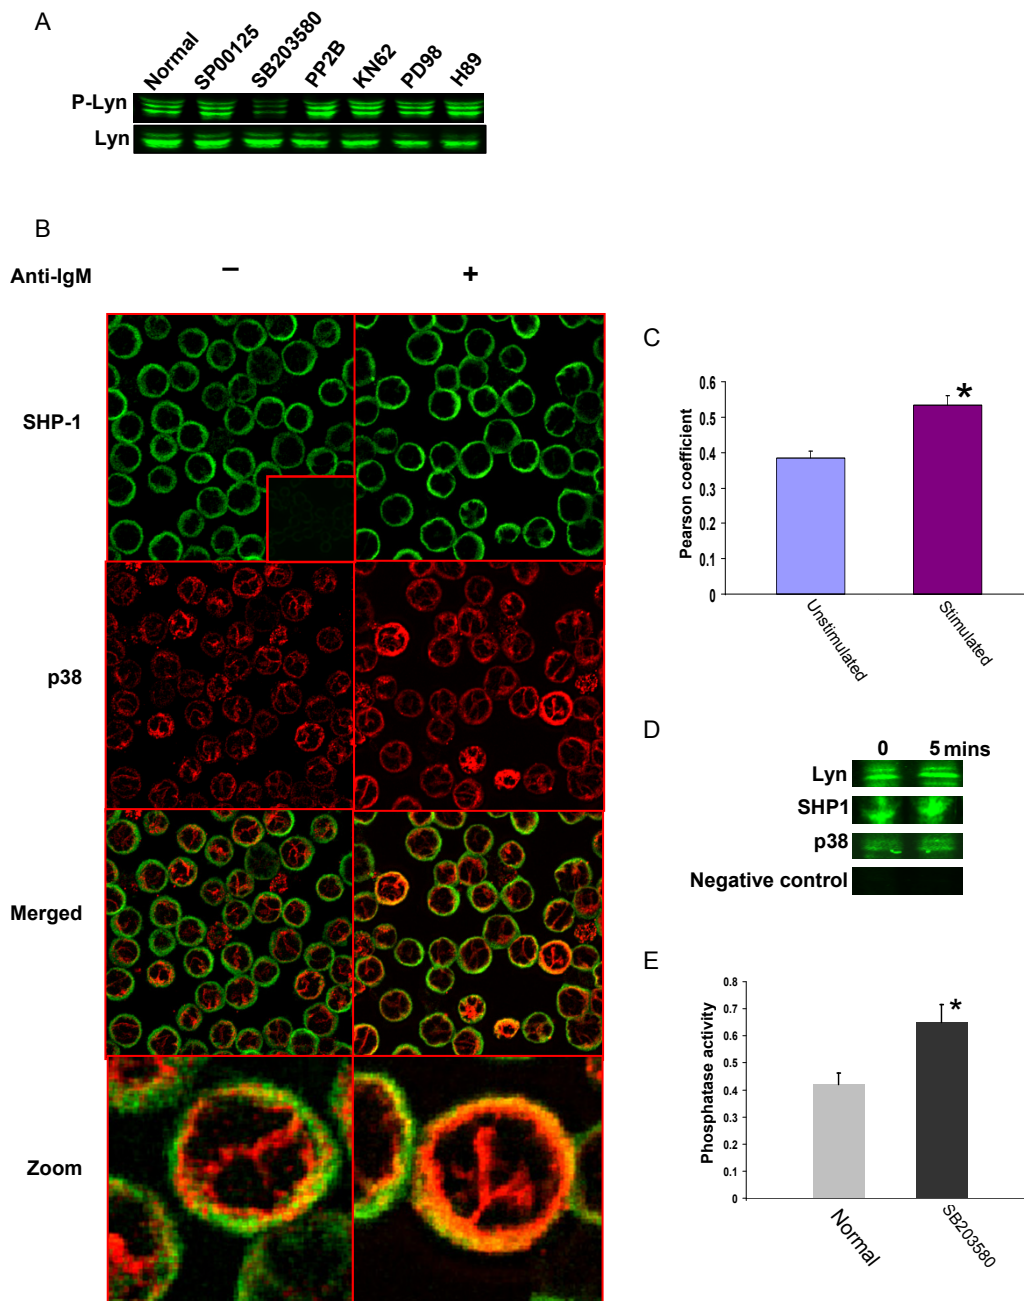 A
Normal
SP00125
SB203580
PP2B
KN62
PD98
H89
P-Lyn
Lyn
B
Anti-IgM
–
+
SHP-1
p38
Merged
Zoom
C
Pearson coefficient
0.6
0.5
0.4
0.3
0.2
0.1
0
*
Unstimulated
Stimulated
D
0 5 mins
Lyn
SHP1
p38
Negative control
E
Phosphatase activity
0.8
0.7
0.6
0.5
0.4
0.3
0.2
0.1
0
*
Normal
SB203580